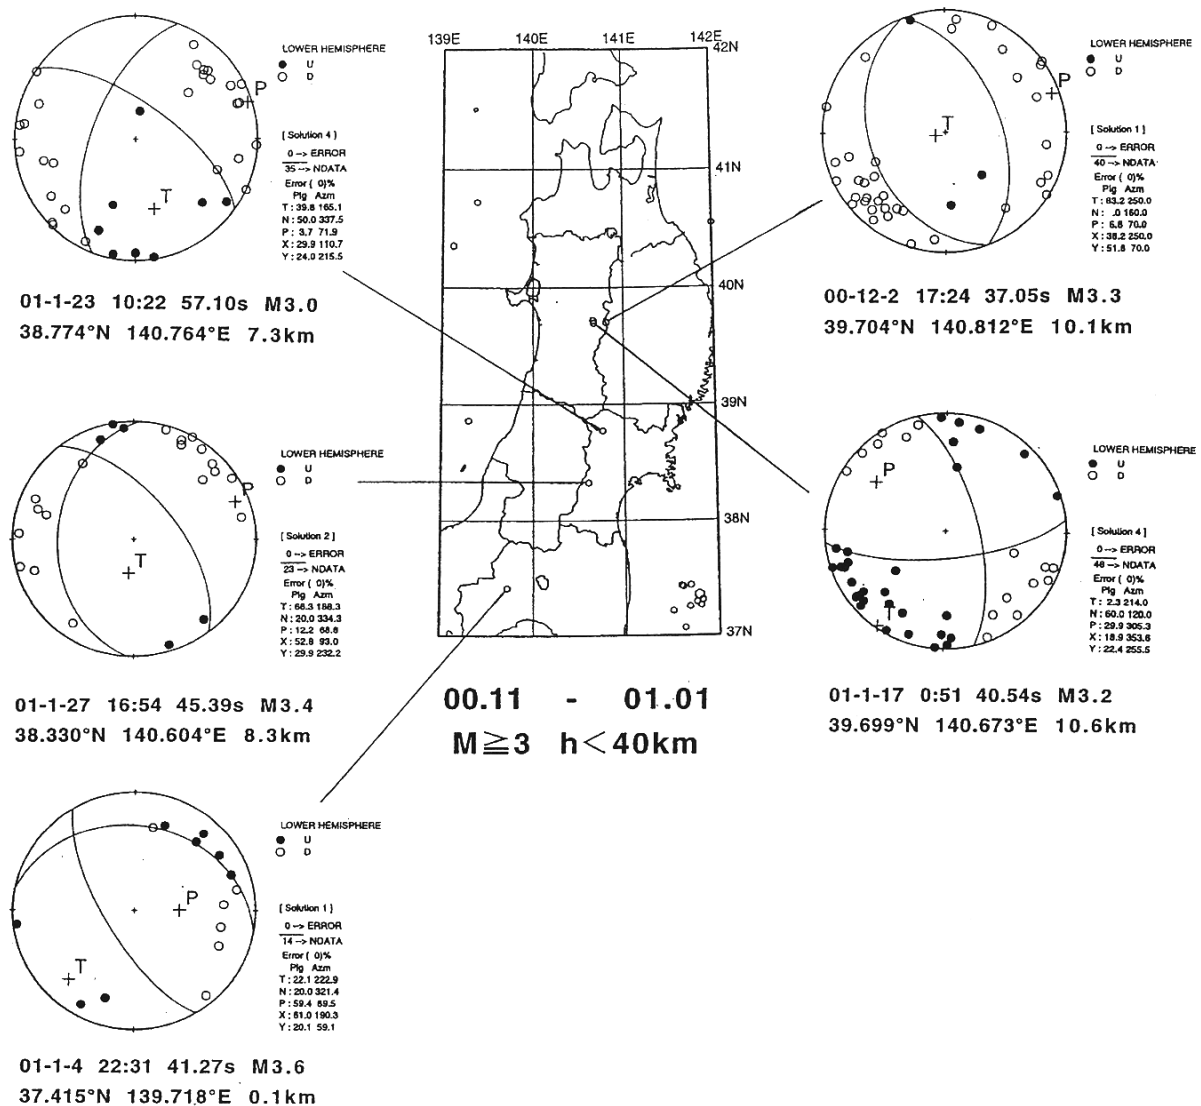 139E 140E 141E 142E
42N
41N
40N
39N
38N
37N
00.11 - 01.01
M≧3 h<40km
LOWER HEMISPHERE
U
D
P
T
[ Solution 4 ]
0 --> ERROR
35 --> NDATA
Error ( 0)%
Plg Azm
T : 39.8 165.1
N : 50.0 337.5
P : 3.7 71.9
X : 29.9 110.7
Y : 24.0 215.5
01-1-23 10:22 57.10s M3.0
38.774°N 140.764°E 7.3km
LOWER HEMISPHERE
U
D
P
T
[ Solution 1 ]
0 --> ERROR
40 --> NDATA
Error ( 0)%
Plg Azm
T : 83.2 250.0
N : .0 160.0
P : 6.8 70.0
X : 38.2 250.0
Y : 51.8 70.0
00-12-2 17:24 37.05s M3.3
39.704°N 140.812°E 10.1km
LOWER HEMISPHERE
U
D
P
T
[ Solution 2 ]
0 --> ERROR
23 --> NDATA
Error ( 0)%
Plg Azm
T : 66.3 188.3
N : 20.0 334.3
P : 12.2 68.8
X : 52.8 93.0
Y : 29.9 232.2
01-1-27 16:54 45.39s M3.4
38.330°N 140.604°E 8.3km
LOWER HEMISPHERE
U
D
P
T
[ Solution 4 ]
0 --> ERROR
48 --> NDATA
Error ( 0)%
Plg Azm
T : 2.3 214.0
N : 60.0 120.0
P : 29.9 305.3
X : 18.9 353.6
Y : 22.4 255.5
01-1-17 0:51 40.54s M3.2
39.699°N 140.673°E 10.6km
LOWER HEMISPHERE
U
D
P
T
[ Solution 1 ]
0 --> ERROR
14 --> NDATA
Error ( 0)%
Plg Azm
T : 22.1 222.9
N : 20.0 321.4
P : 59.4 89.5
X : 61.0 190.3
Y : 20.1 59.1
01-1-4 22:31 41.27s M3.6
37.415°N 139.718°E 0.1km